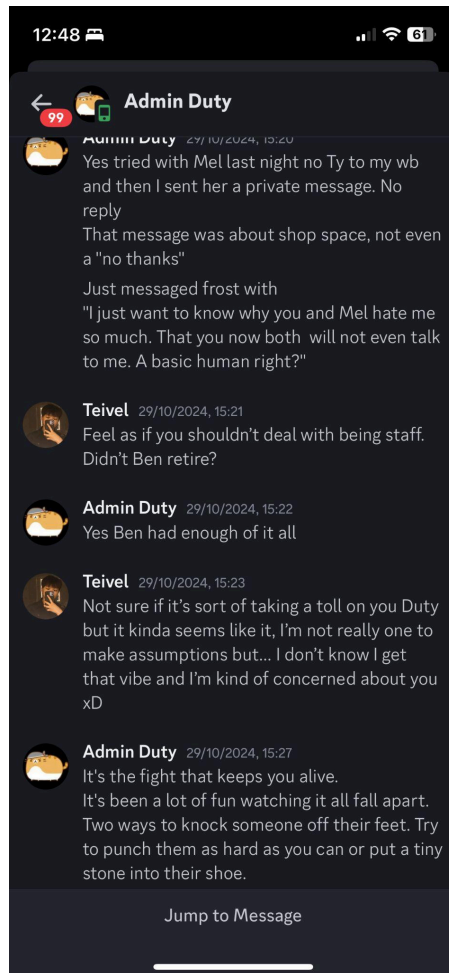 12:48
61
99
Admin Duty
Admin Duty 29/10/2024, 15:20
Yes tried with Mel last night no Ty to my wb
and then I sent her a private message. No
reply
That message was about shop space, not even
a "no thanks"
Just messaged frost with
"I just want to know why you and Mel hate me
so much. That you now both  will not even talk
to me. A basic human right?"
Teivel 29/10/2024, 15:21
Feel as if you shouldn't deal with being staff.
Didn't Ben retire?
Admin Duty 29/10/2024, 15:22
Yes Ben had enough of it all
Teivel 29/10/2024, 15:23
Not sure if it's sort of taking a toll on you Duty
but it kinda seems like it, I'm not really one to
make assumptions but... I don't know I get
that vibe and I'm kind of concerned about you
xD
Admin Duty 29/10/2024, 15:27
It's the fight that keeps you alive.
It's been a lot of fun watching it all fall apart.
Two ways to knock someone off their feet. Try
to punch them as hard as you can or put a tiny
stone into their shoe.
Jump to Message